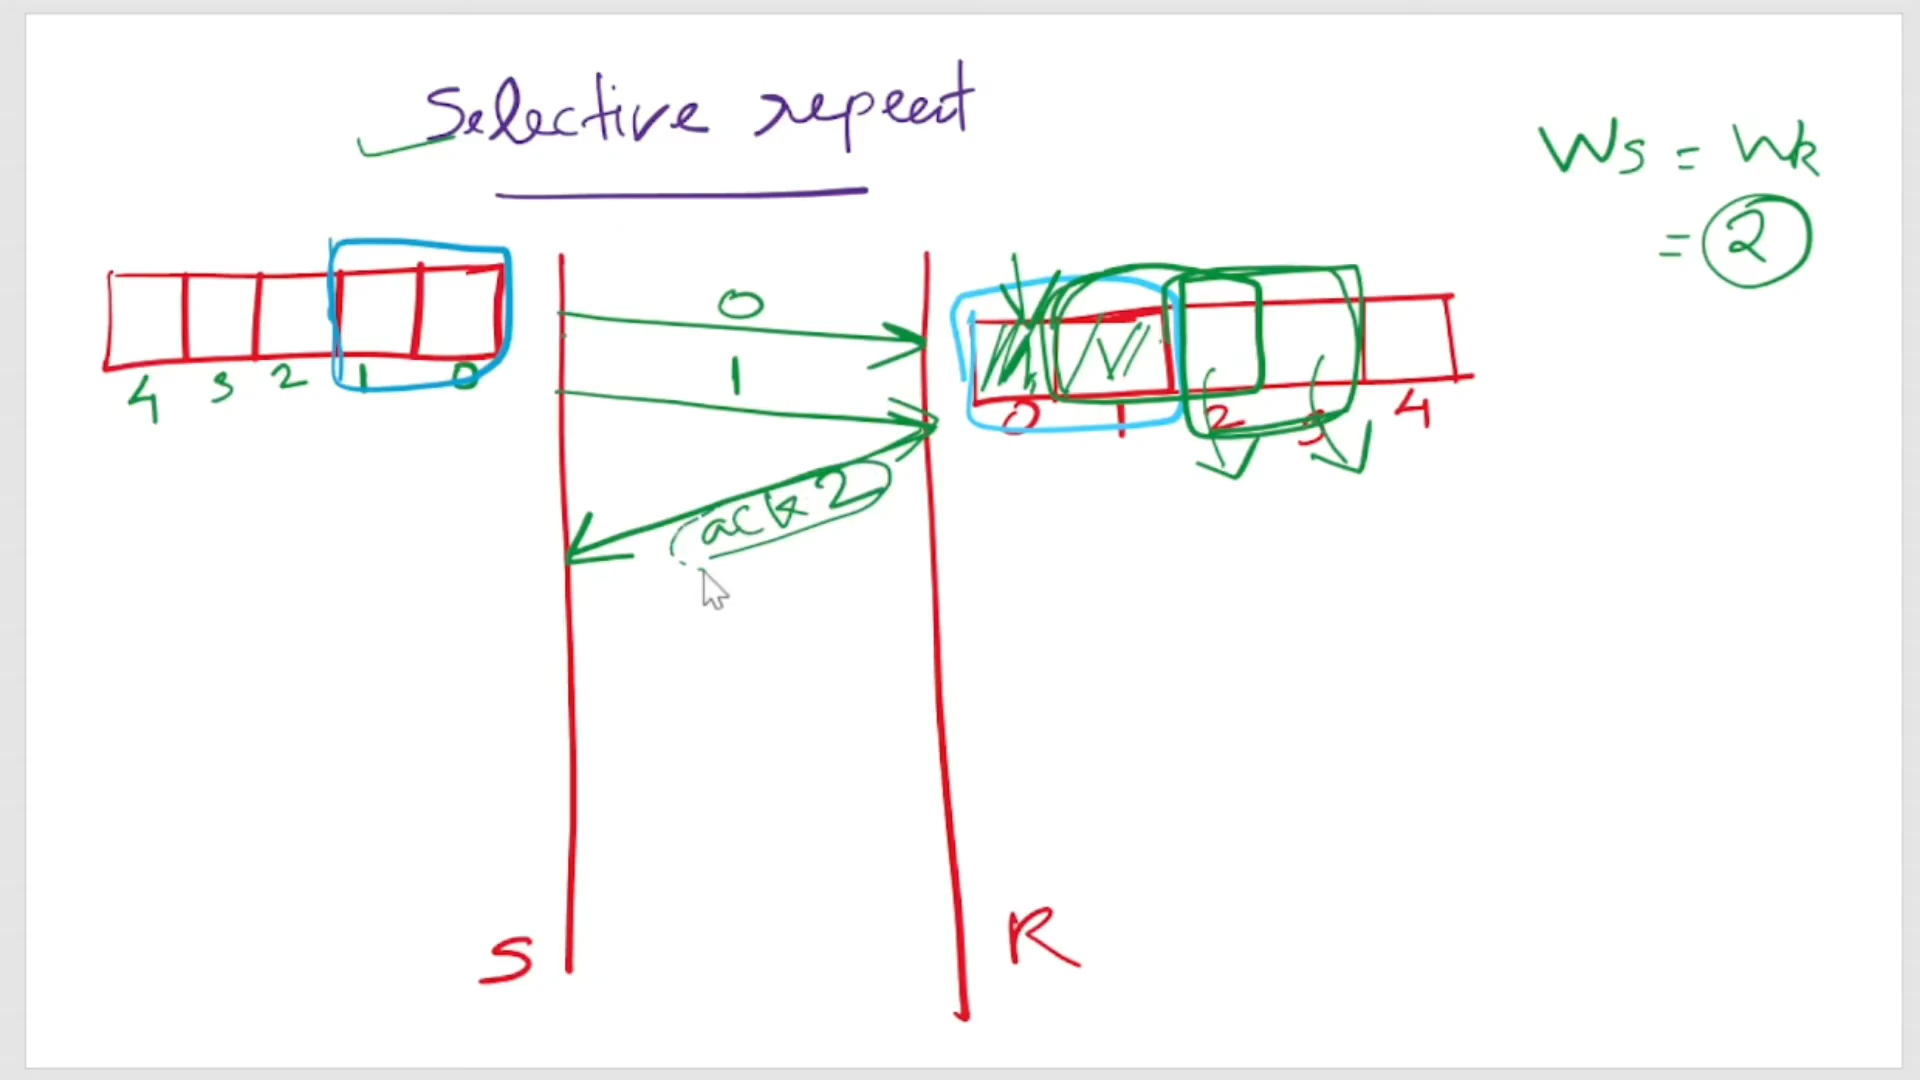 Selective repeat
Ws = WR
= 2
4 3 2 1 0
0
1
0 1 2 3 4
ack 2
S
R